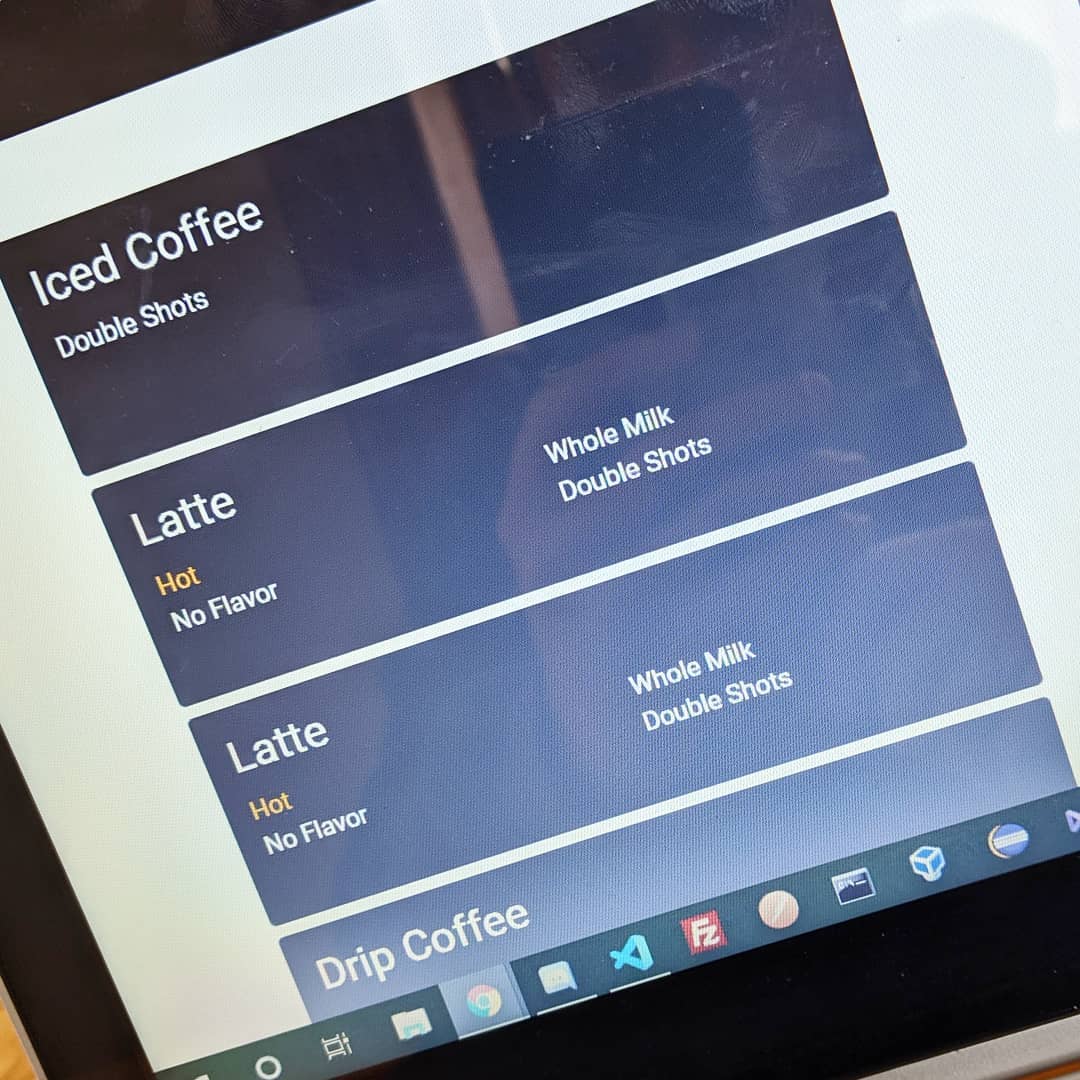 Iced Coffee
Double Shots
Latte
Hot
No Flavor
Whole Milk
Double Shots
Latte
Hot
No Flavor
Whole Milk
Double Shots
Drip Coffee
Fz